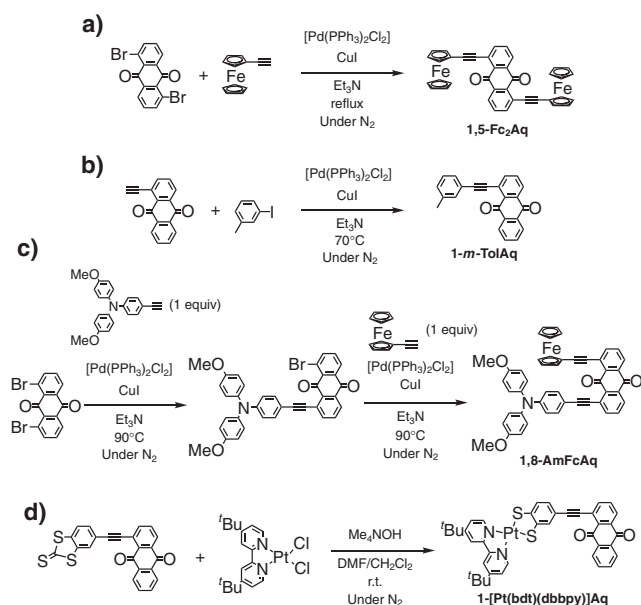 a)
Br
O
O
Br
+
Fe
[Pd(PPh₃)₂Cl₂]
CuI
Et₃N
reflux
Under N₂
Fe
O
O
Fe
1,5-Fc₂Aq
b)
O
O
+
I
[Pd(PPh₃)₂Cl₂]
CuI
Et₃N
70°C
Under N₂
O
O
1-m-TolAq
c)
MeO
N
MeO
(1 equiv)
Br
O
O
Br
[Pd(PPh₃)₂Cl₂]
CuI
Et₃N
90°C
Under N₂
MeO
N
MeO
Br
O
O
Fe
(1 equiv)
[Pd(PPh₃)₂Cl₂]
CuI
Et₃N
90°C
Under N₂
MeO
N
MeO
Fe
O
O
1,8-AmFcAq
d)
S
S
S
O
O
+
ᵗBu
N
N
Pt
Cl
Cl
ᵗBu
Me₄NOH
DMF/CH₂Cl₂
r.t.
Under N₂
ᵗBu
N
N
Pt
S
S
ᵗBu
O
O
1-[Pt(bdt)(dbbpy)]Aq